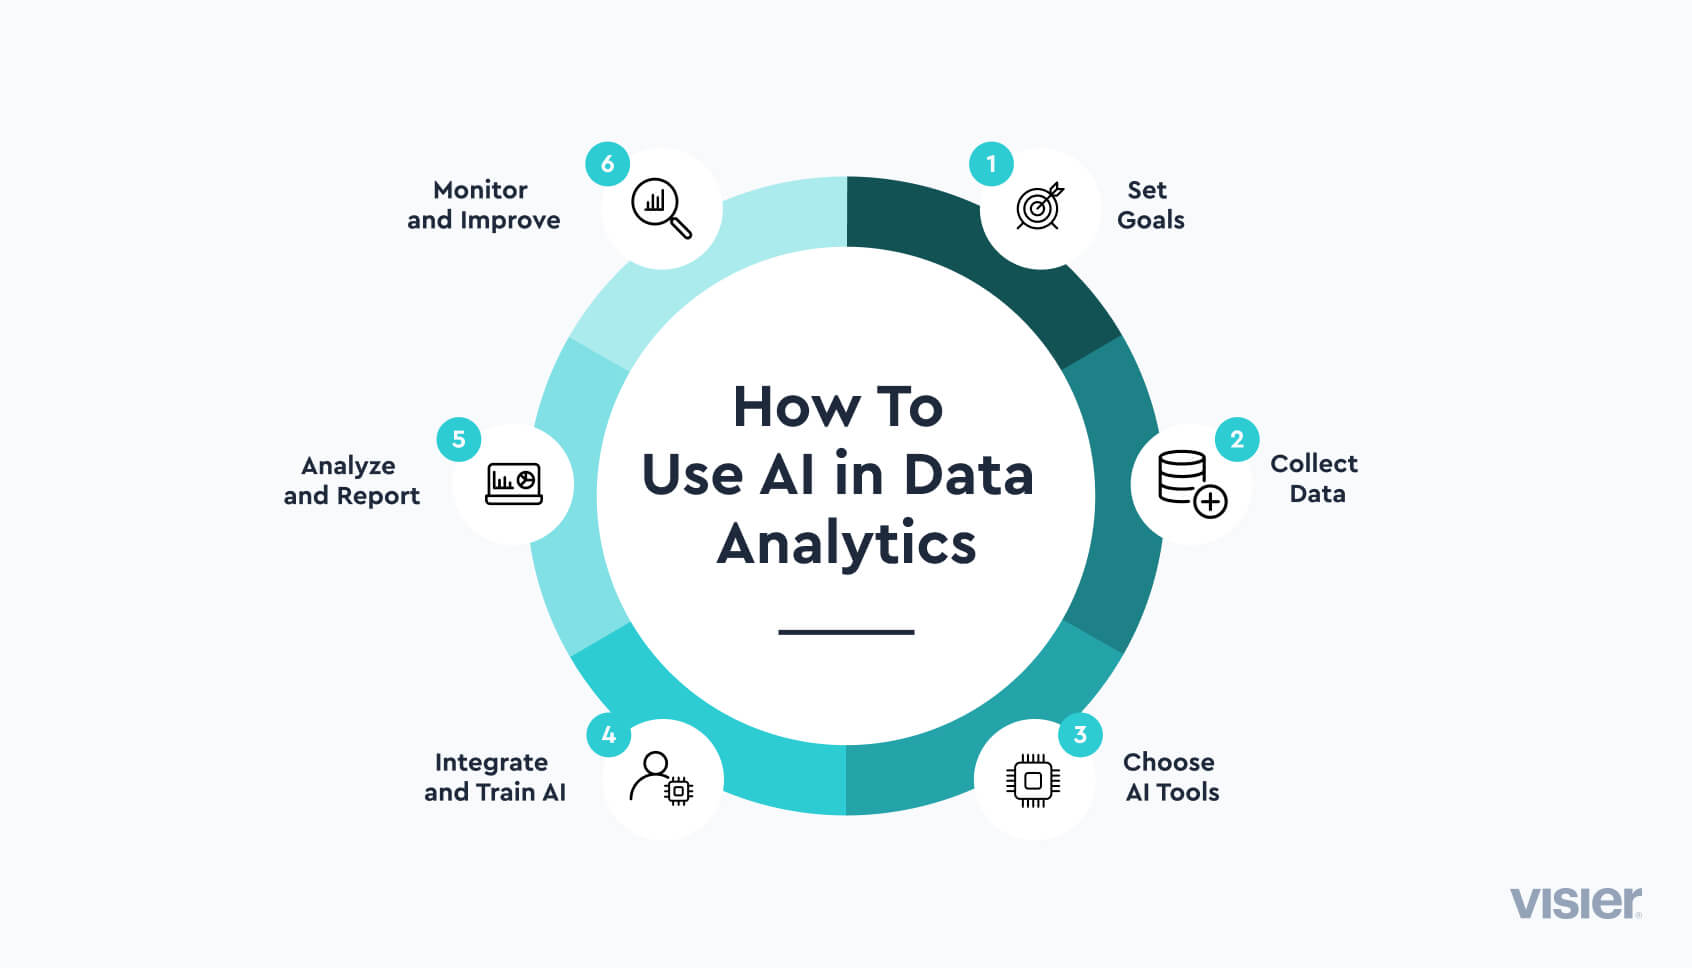 How To
Use AI in Data
Analytics
1
Set
Goals
2
Collect
Data
3
Choose
AI Tools
4
Integrate
and Train AI
5
Analyze
and Report
6
Monitor
and Improve
VISIER®